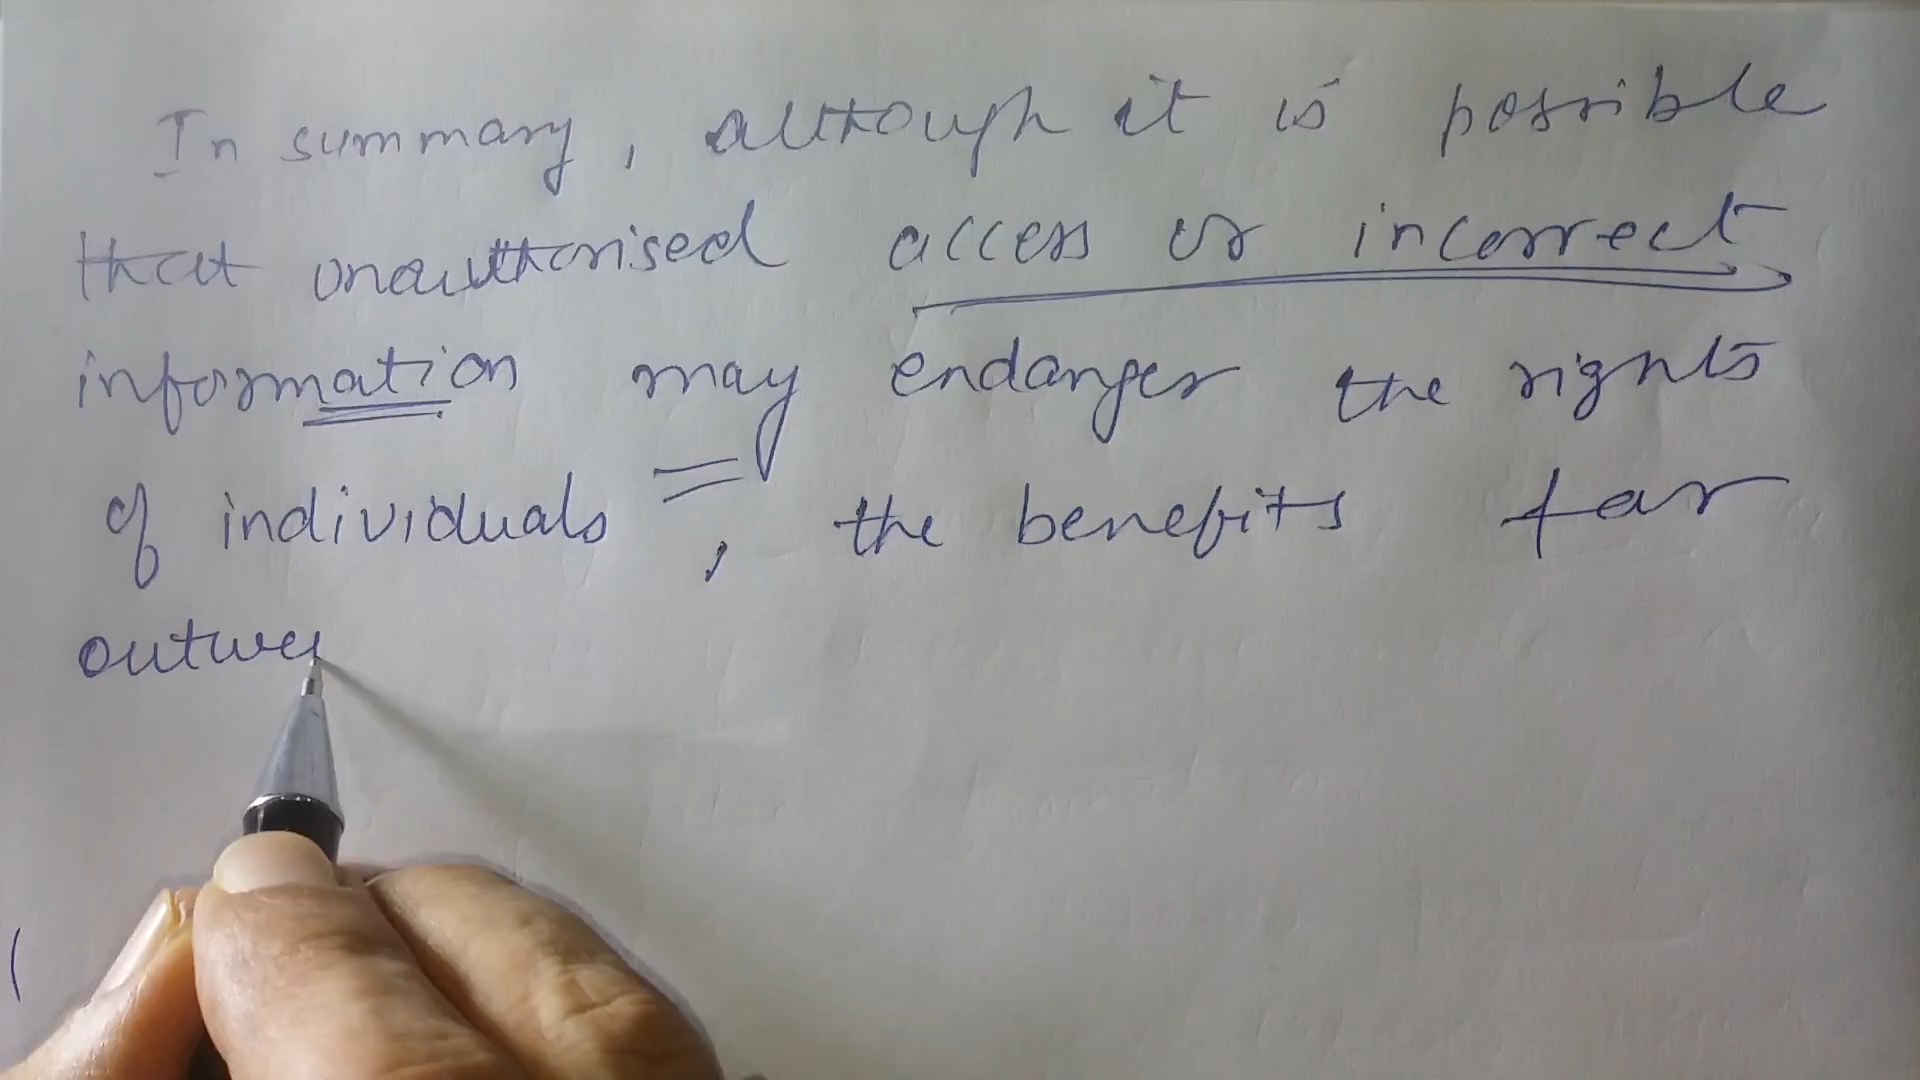 In summary, although it is possible
that unauthorised access or incorrect
information may endanger the rights
of individuals, the benefits far
outwei